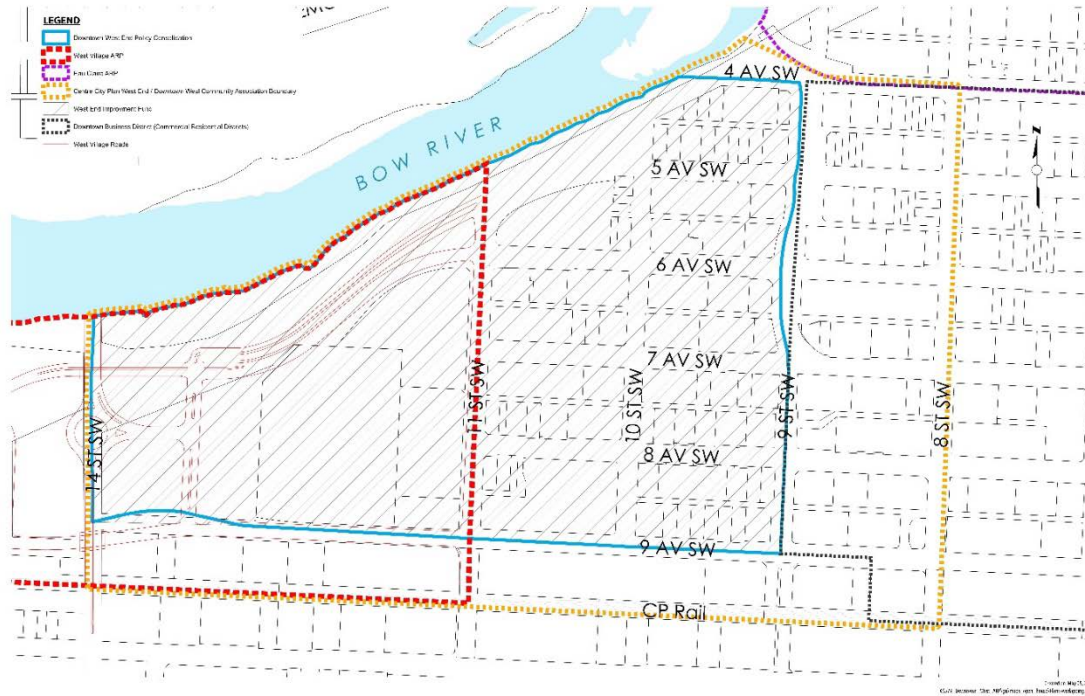 LEGEND
Downtown West End Policy Consolidation
West Village ARP
Eau Claire ARP
Centre City Plan West End / Downtown West Community Association Boundary
West End Improvement Fund
Downtown Business District (Commercial Residential Districts)
West Village Roads
BOW RIVER
4 AV SW
5 AV SW
6 AV SW
7 AV SW
8 AV SW
9 AV SW
CP Rail
14 ST SW
11 ST SW
10 ST SW
9 ST SW
8 ST SW